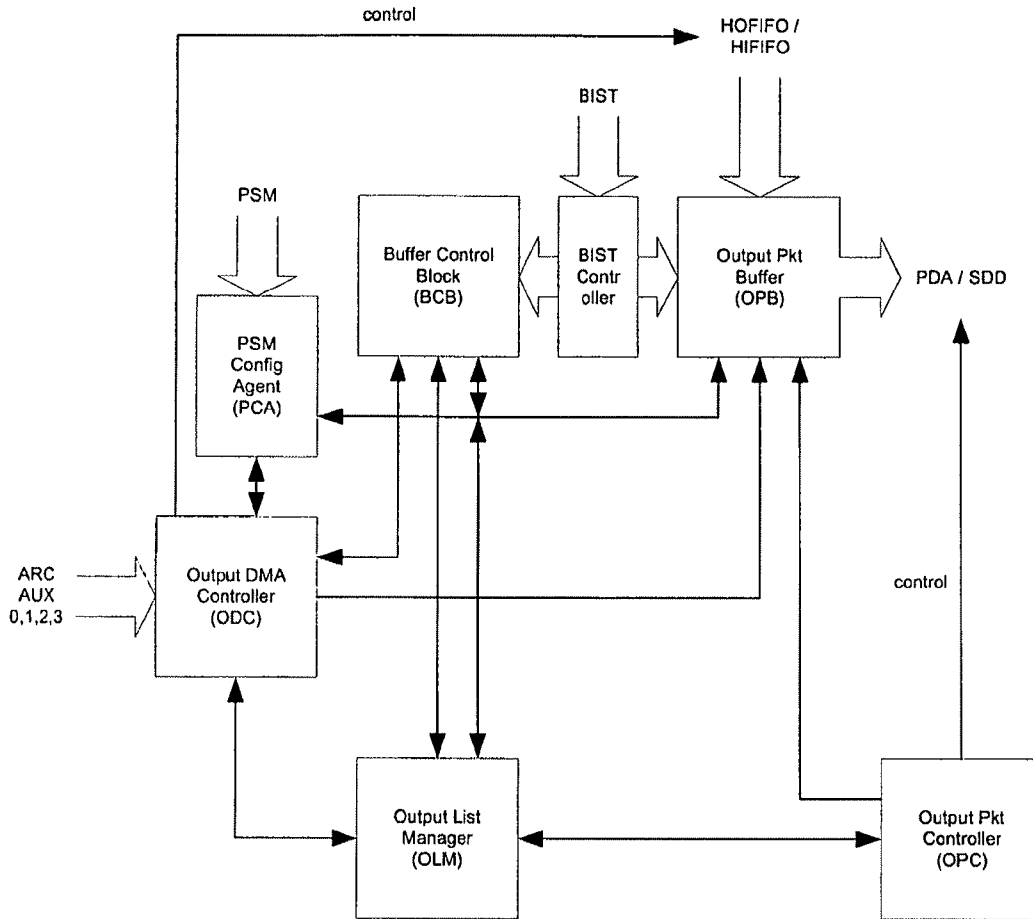 control
HOFIFO /
HIFIFO
BIST
PSM
Buffer Control
Block
(BCB)
BIST
Contr
oller
Output Pkt
Buffer
(OPB)
PDA / SDD
PSM
Config
Agent
(PCA)
ARC
AUX
0,1,2,3
Output DMA
Controller
(ODC)
control
Output List
Manager
(OLM)
Output Pkt
Controller
(OPC)